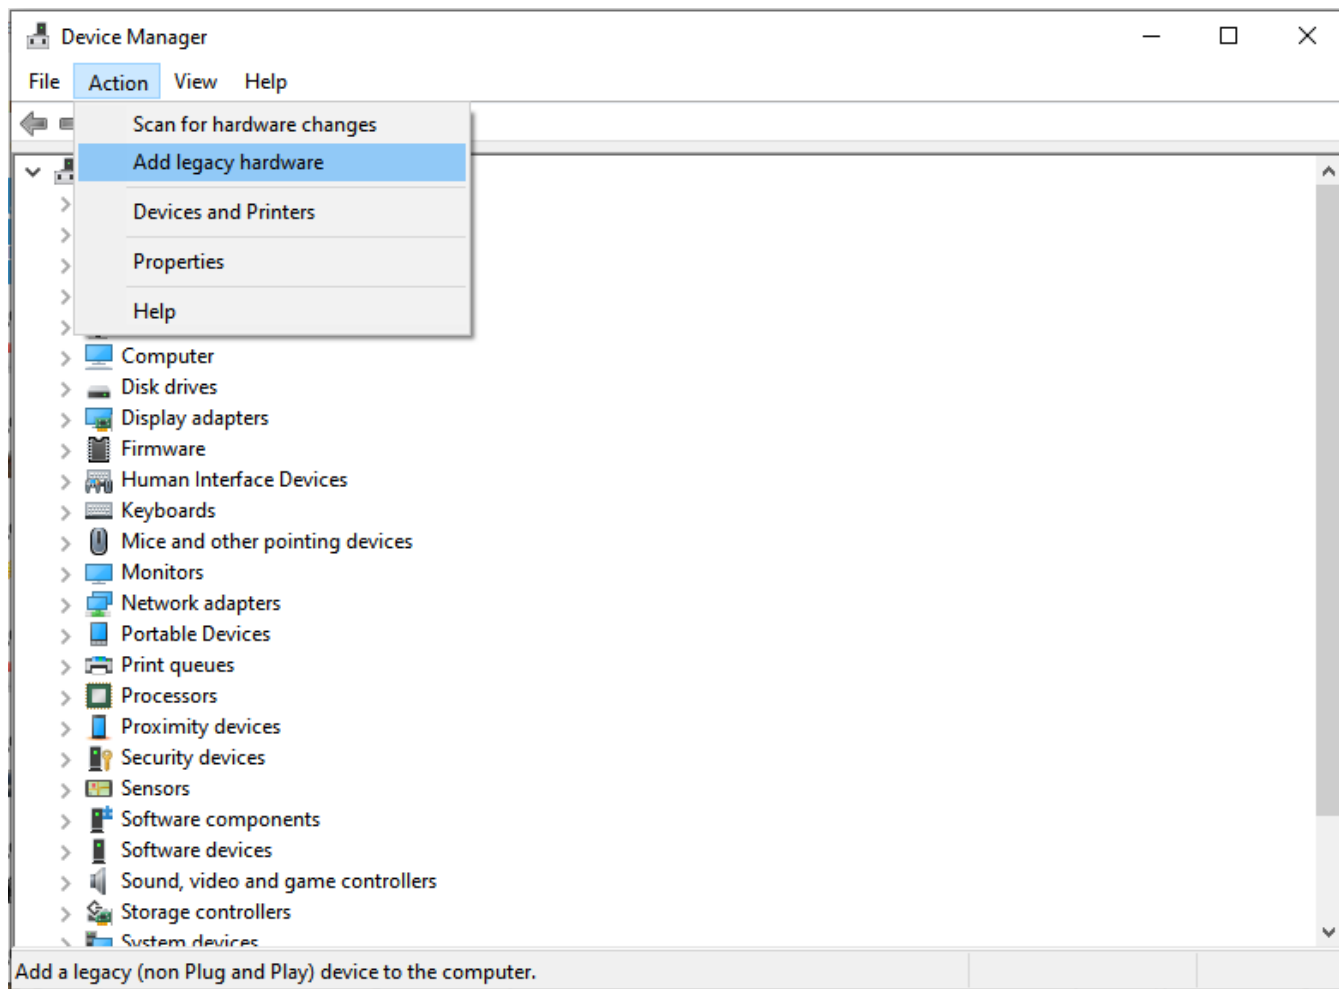 Device Manager
File Action View Help
Scan for hardware changes
Add legacy hardware
Devices and Printers
Properties
Help
Computer
Disk drives
Display adapters
Firmware
Human Interface Devices
Keyboards
Mice and other pointing devices
Monitors
Network adapters
Portable Devices
Print queues
Processors
Proximity devices
Security devices
Sensors
Software components
Software devices
Sound, video and game controllers
Storage controllers
System devices
Add a legacy (non Plug and Play) device to the computer.